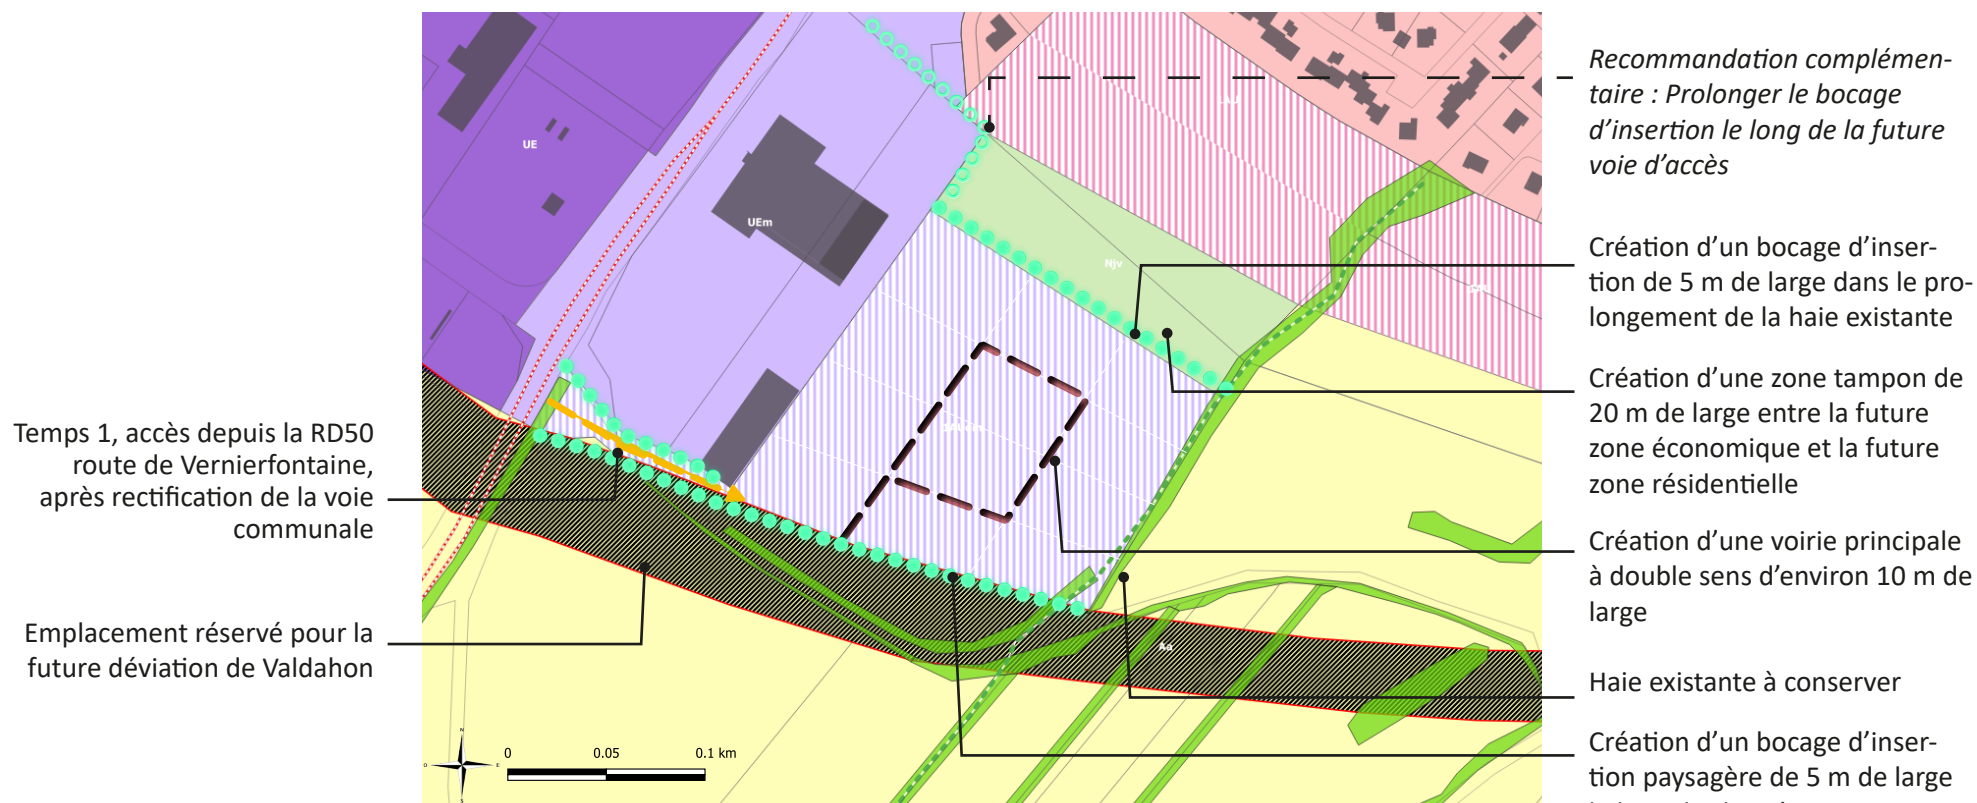 Recommandation complémen-
taire : Prolonger le bocage
d’insertion le long de la future
voie d’accès
Création d’un bocage d’inser-
tion de 5 m de large dans le pro-
longement de la haie existante
Création d’une zone tampon de
20 m de large entre la future
zone économique et la future
zone résidentielle
Création d’une voirie principale
à double sens d’environ 10 m de
large
Haie existante à conserver
Création d’un bocage d’inser-
tion paysagère de 5 m de large
Temps 1, accès depuis la RD50
route de Vernierfontaine,
après rectification de la voie
communale
Emplacement réservé pour la
future déviation de Valdahon
UE
UEm
Njv
Aa
N
O
E
S
0 0.05 0.1 km